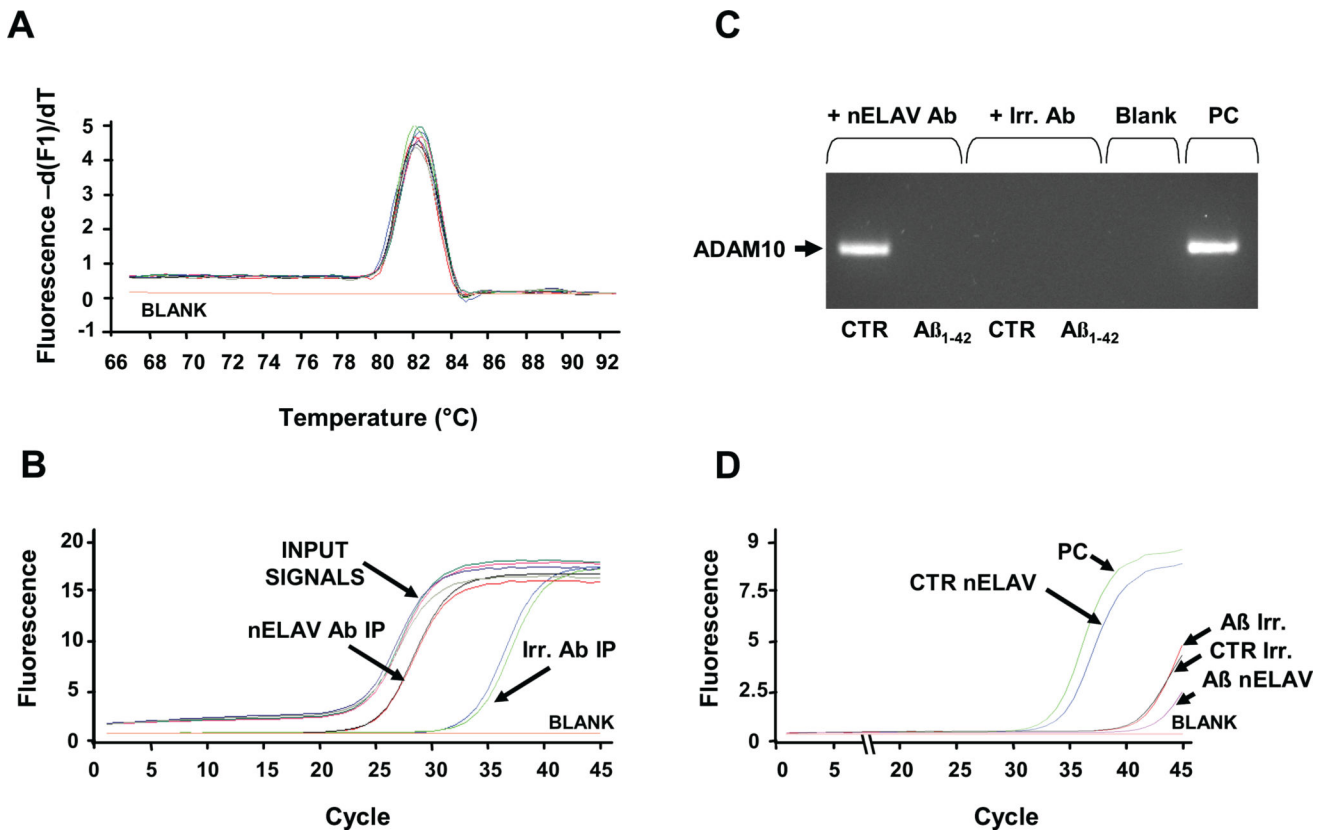 A
Fluorescence –d(F1)/dT
5
4
3
2
1
0
-1
BLANK
66 68 70 72 74 76 78 80 82 84 86 88 90 92
Temperature (°C)
C
+ nELAV Ab + Irr. Ab Blank PC
ADAM10
CTR Aß1-42 CTR Aß1-42
B
Fluorescence
20
15
10
5
0
INPUT
SIGNALS
nELAV Ab IP
Irr. Ab IP
BLANK
0 5 10 15 20 25 30 35 40 45
Cycle
D
Fluorescence
9
7.5
5
2.5
0
PC
CTR nELAV
Aß Irr.
CTR Irr.
Aß nELAV
BLANK
0 5 15 20 25 30 35 40 45
Cycle